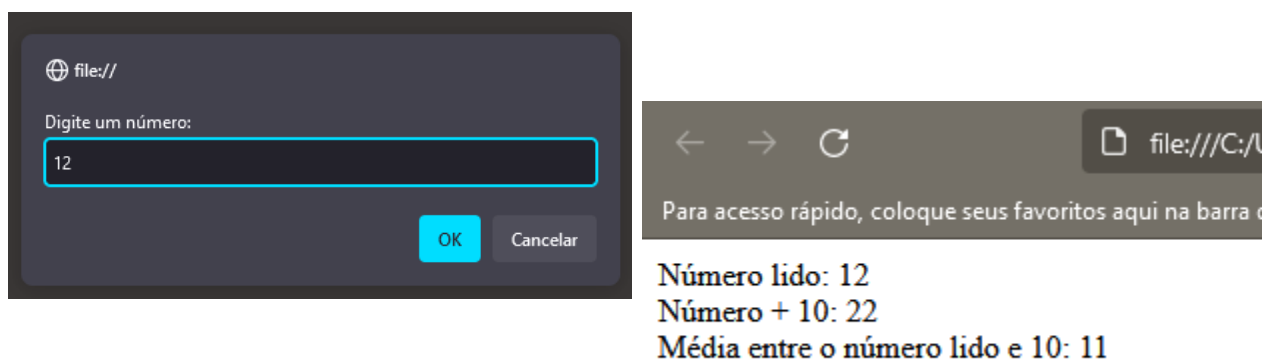 file://
Digite um número:
12
OK
Cancelar
file:///C:/U
Para acesso rápido, coloque seus favoritos aqui na barra
Número lido: 12
Número + 10: 22
Média entre o número lido e 10: 11